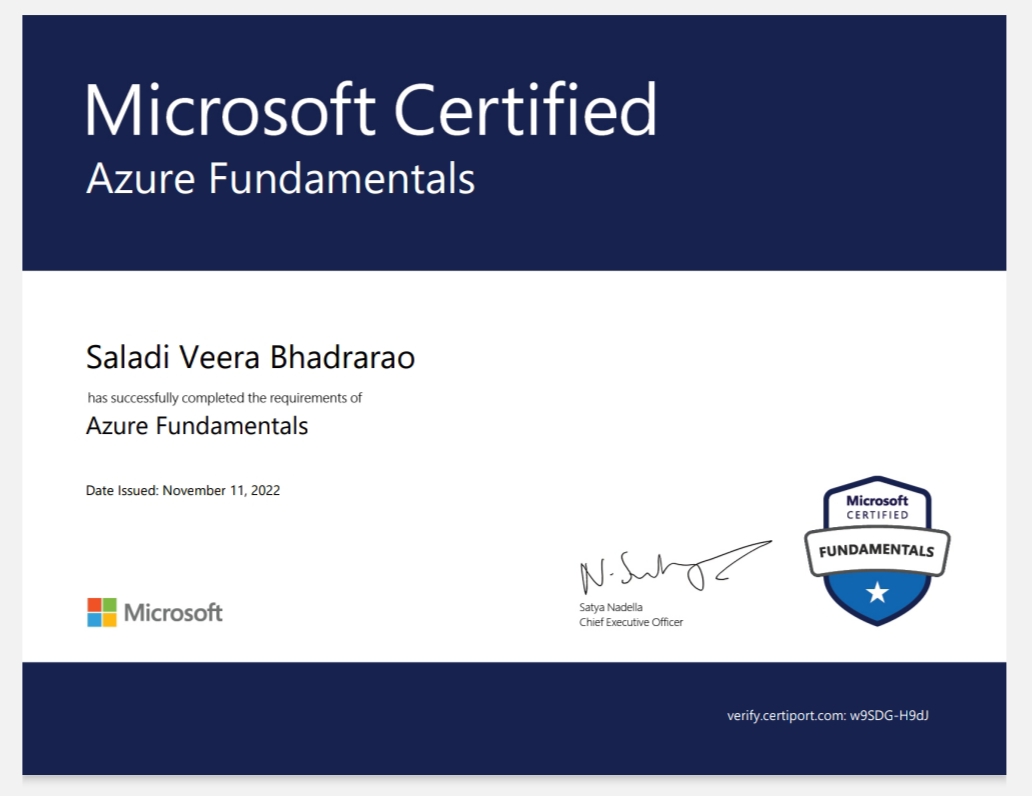 Microsoft Certified
Azure Fundamentals
Saladi Veera Bhadrarao
has successfully completed the requirements of
Azure Fundamentals
Date Issued: November 11, 2022
Microsoft
CERTIFIED
FUNDAMENTALS
N. Satya
Satya Nadella
Chief Executive Officer
Microsoft
verify.certiport.com: w9SDG-H9dJ